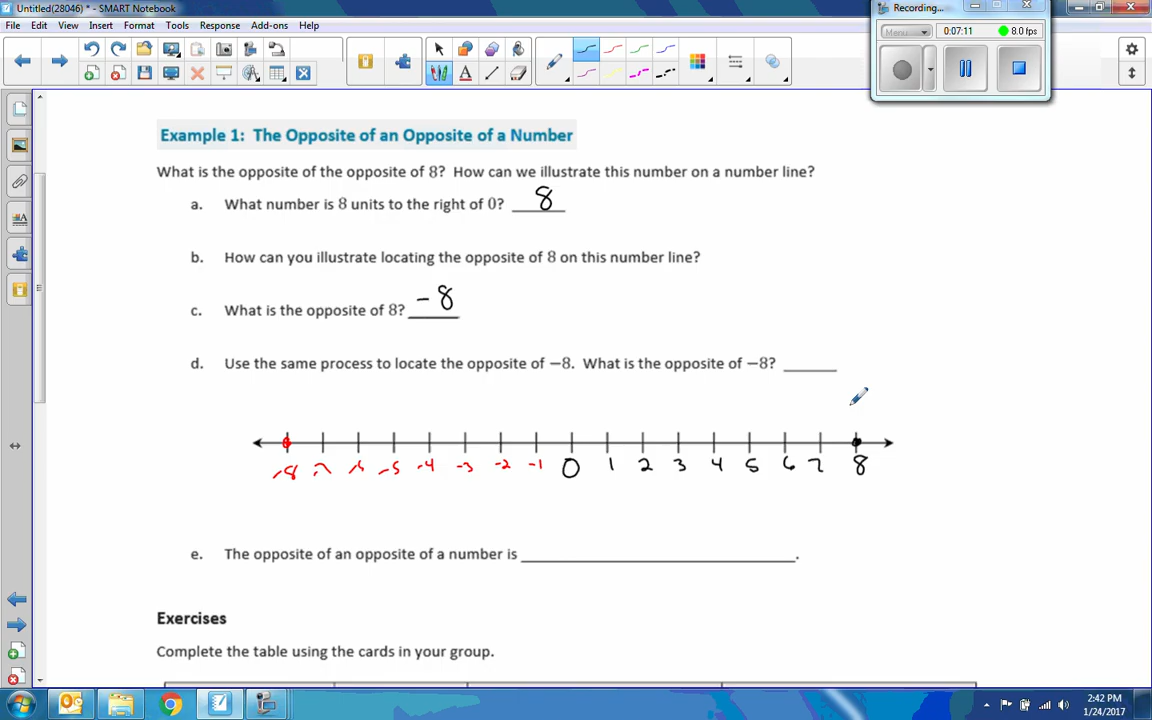 Untitled(28046) * - SMART Notebook
Recording...
File Edit View Insert Format Tools Response Add-ons Help
Menu 0:07:11 8.0 fps
Example 1: The Opposite of an Opposite of a Number
What is the opposite of the opposite of 8? How can we illustrate this number on a number line?
a. What number is 8 units to the right of 0? 8
b. How can you illustrate locating the opposite of 8 on this number line?
c. What is the opposite of 8? -8
d. Use the same process to locate the opposite of −8. What is the opposite of −8? ______
-8 -7 -6 -5 -4 -3 -2 -1 0 1 2 3 4 5 6 7 8
e. The opposite of an opposite of a number is ______________________________.
Exercises
Complete the table using the cards in your group.
2:42 PM
1/24/2017